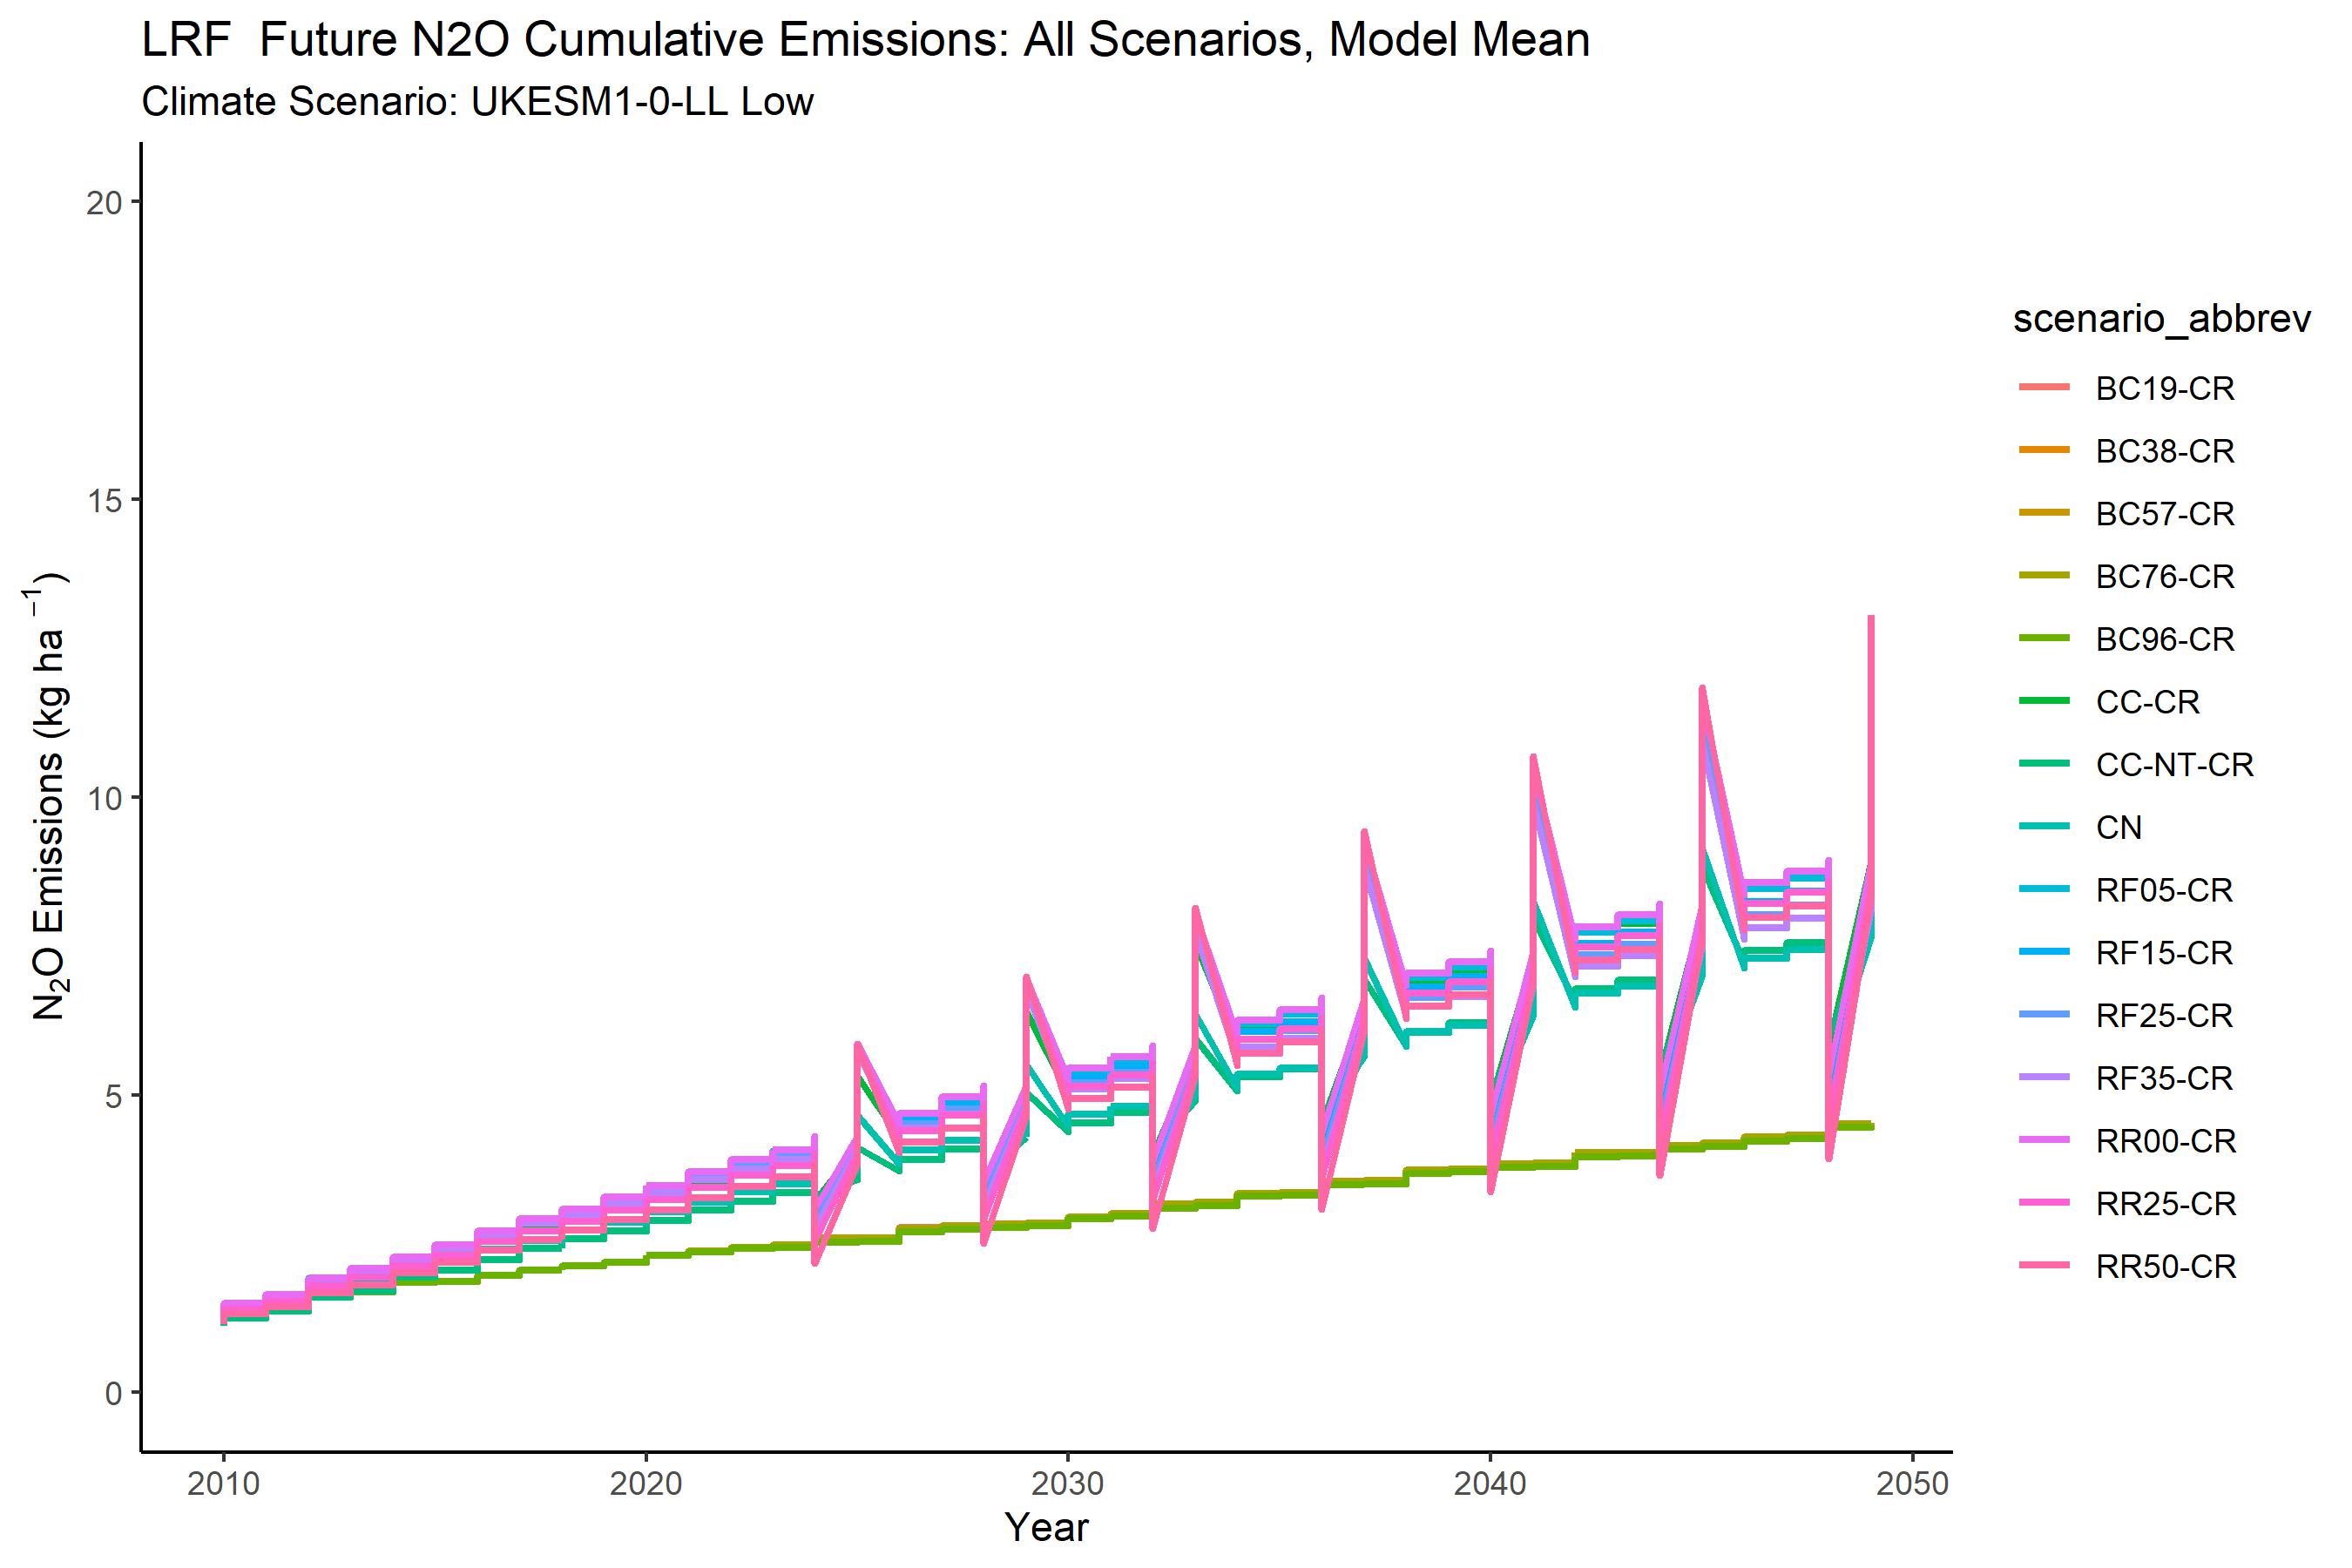 LRF  Future N2O Cumulative Emissions: All Scenarios, Model Mean
Climate Scenario: UKESM1-0-LL Low
N₂O Emissions (kg ha ⁻¹)
20
15
10
5
0
2010
2020
2030
2040
2050
Year
scenario_abbrev
BC19-CR
BC38-CR
BC57-CR
BC76-CR
BC96-CR
CC-CR
CC-NT-CR
CN
RF05-CR
RF15-CR
RF25-CR
RF35-CR
RR00-CR
RR25-CR
RR50-CR